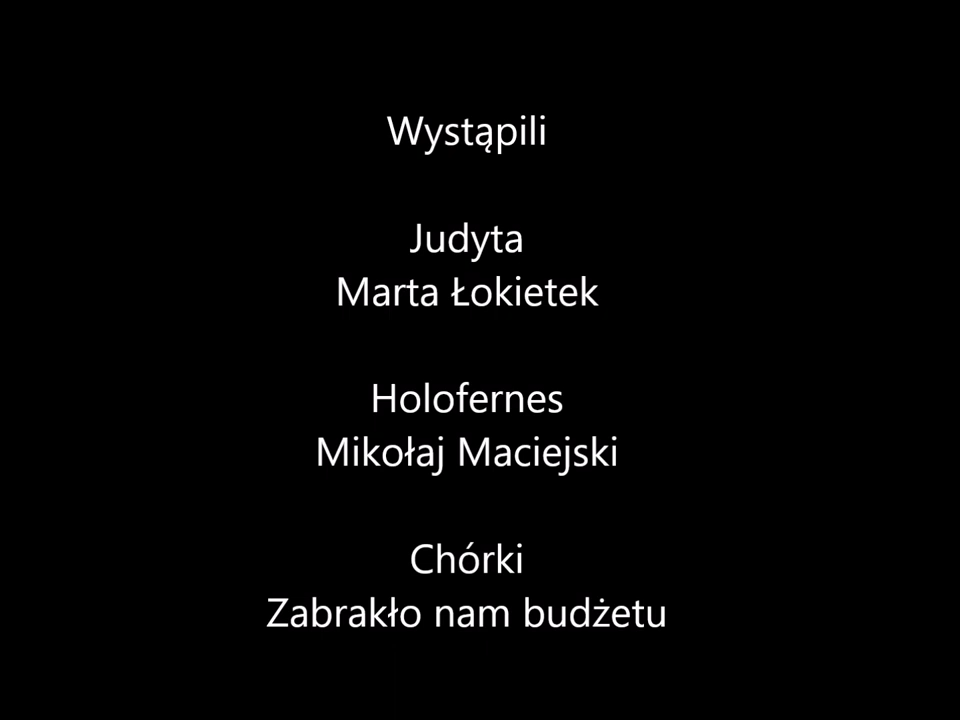 Wystąpili
Judyta
Marta Łokietek
Holofernes
Mikołaj Maciejski
Chórki
Zabrakło nam budżetu